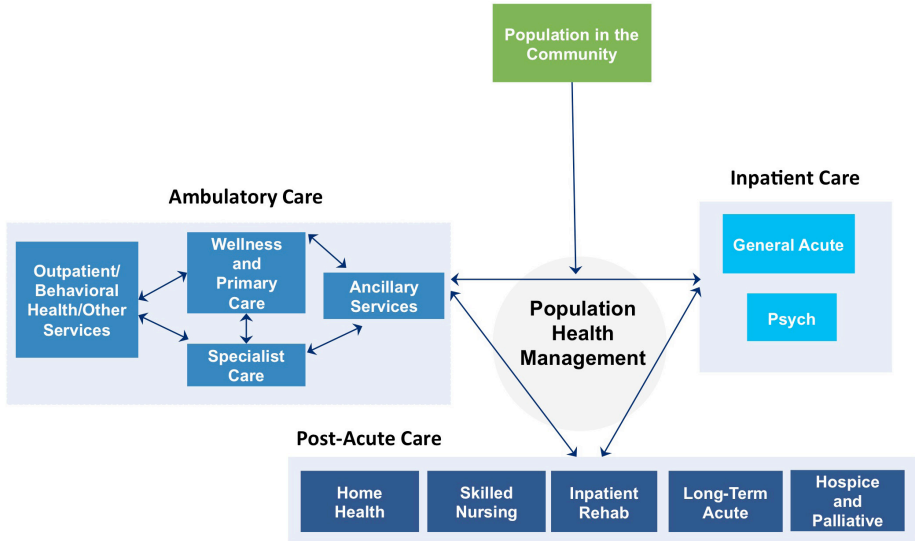 Population in the
Community
Ambulatory Care
Inpatient Care
Outpatient/
Behavioral
Health/Other
Services
Wellness
and
Primary
Care
Specialist
Care
Ancillary
Services
Population
Health
Management
General Acute
Psych
Post-Acute Care
Home
Health
Skilled
Nursing
Inpatient
Rehab
Long-Term
Acute
Hospice
and
Palliative